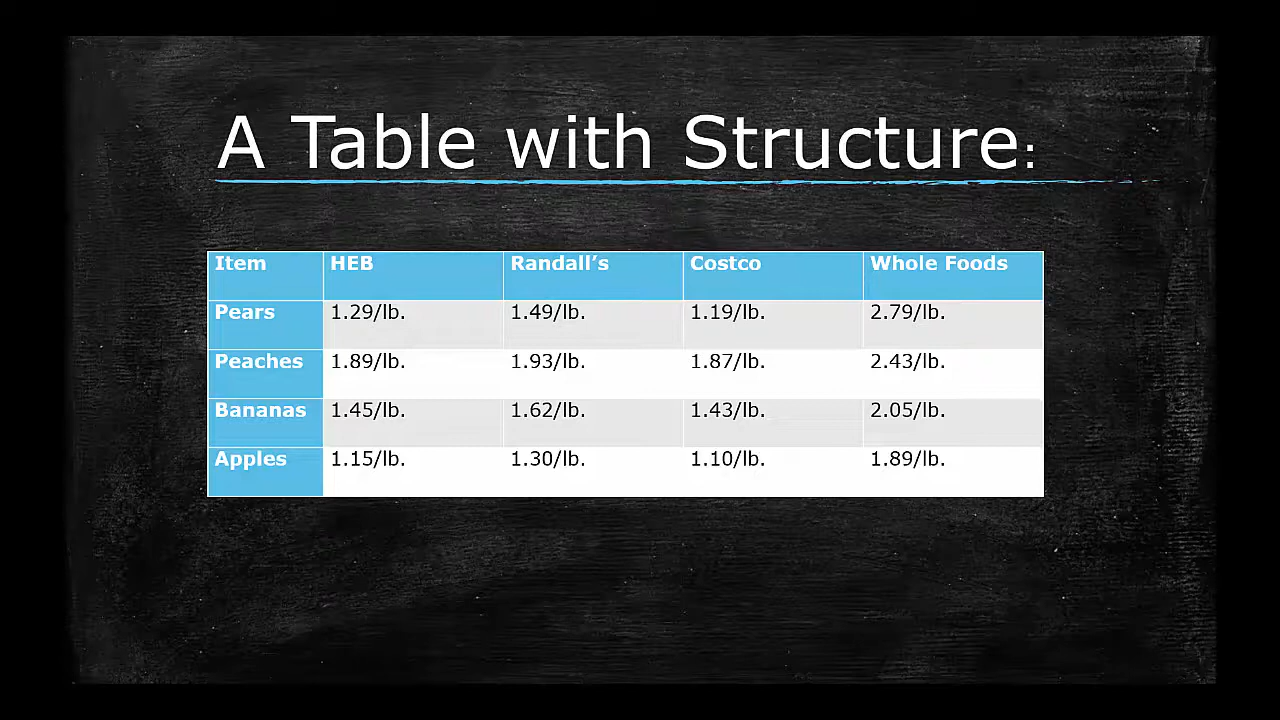 A Table with Structure:
Item HEB Randall’s Costco Whole Foods
Pears 1.29/lb. 1.49/lb. 1.19/lb. 2.79/lb.
Peaches 1.89/lb. 1.93/lb. 1.87/lb. 2.43/lb.
Bananas 1.45/lb. 1.62/lb. 1.43/lb. 2.05/lb.
Apples 1.15/lb. 1.30/lb. 1.10/lb. 1.89/lb.